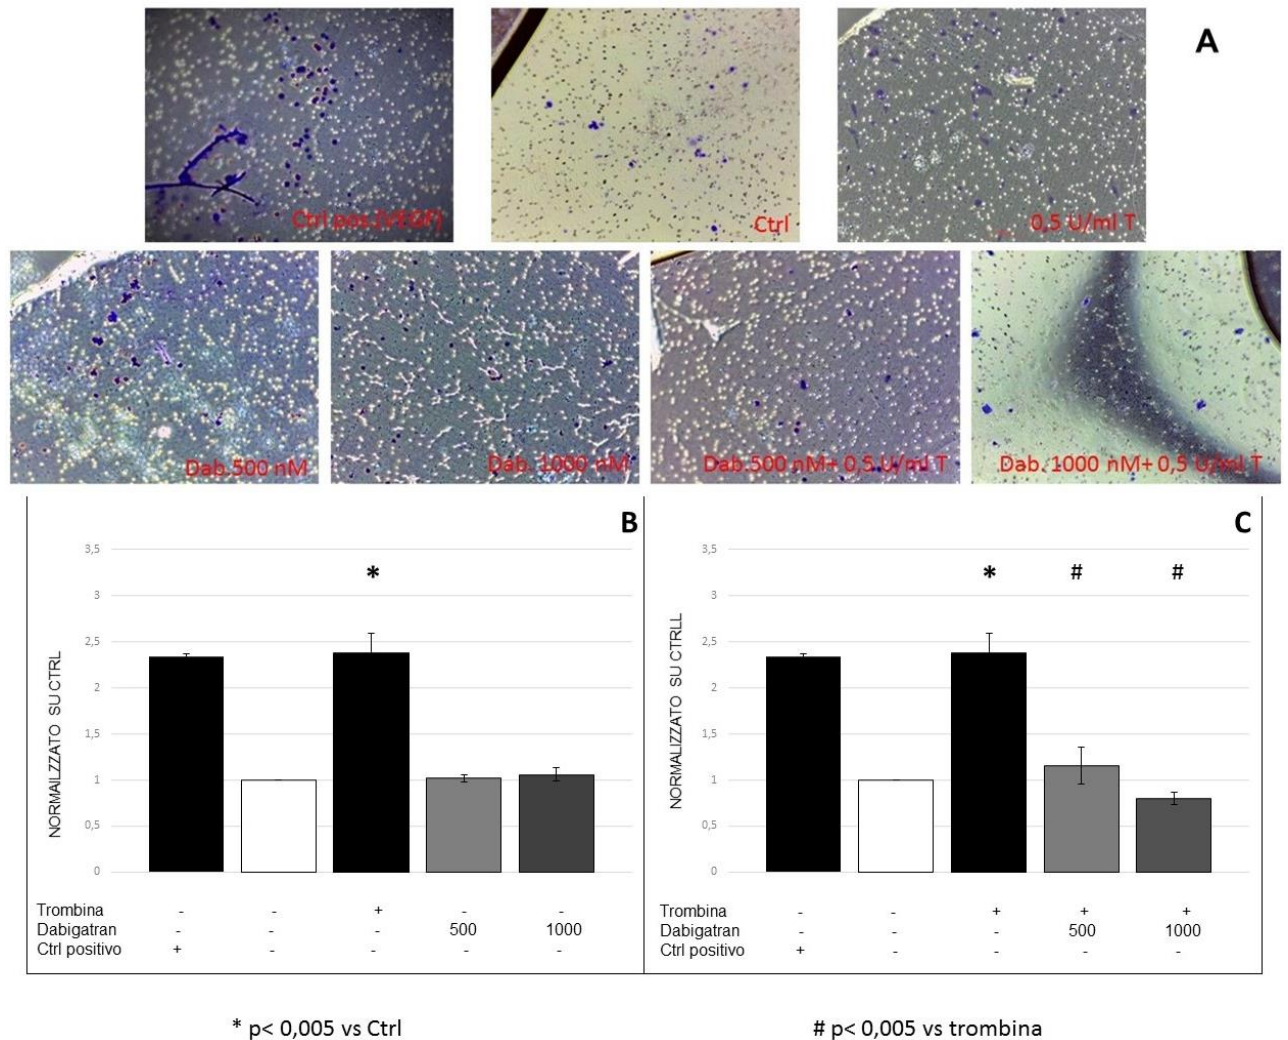 A
Ctrl pos.(VEGF)
Ctrl
0,5 U/ml T
Dab.500 nM
Dab. 1000 nM
Dab.500 nM+ 0,5 U/ml T
Dab. 1000 nM+ 0,5 U/ml T
B
3,5
3
2,5
2
1,5
1
0,5
0
NORMAILZZATO SU CTRL
*
Trombina - - + - -
Dabigatran - - - 500 1000
Ctrl positivo + - - - -
C
3,5
3
2,5
2
1,5
1
0,5
0
NORMALIZZATO SU CTRLL
* # #
Trombina - - + + +
Dabigatran - - - 500 1000
Ctrl positivo + - - - -
* p< 0,005 vs Ctrl
# p< 0,005 vs trombina